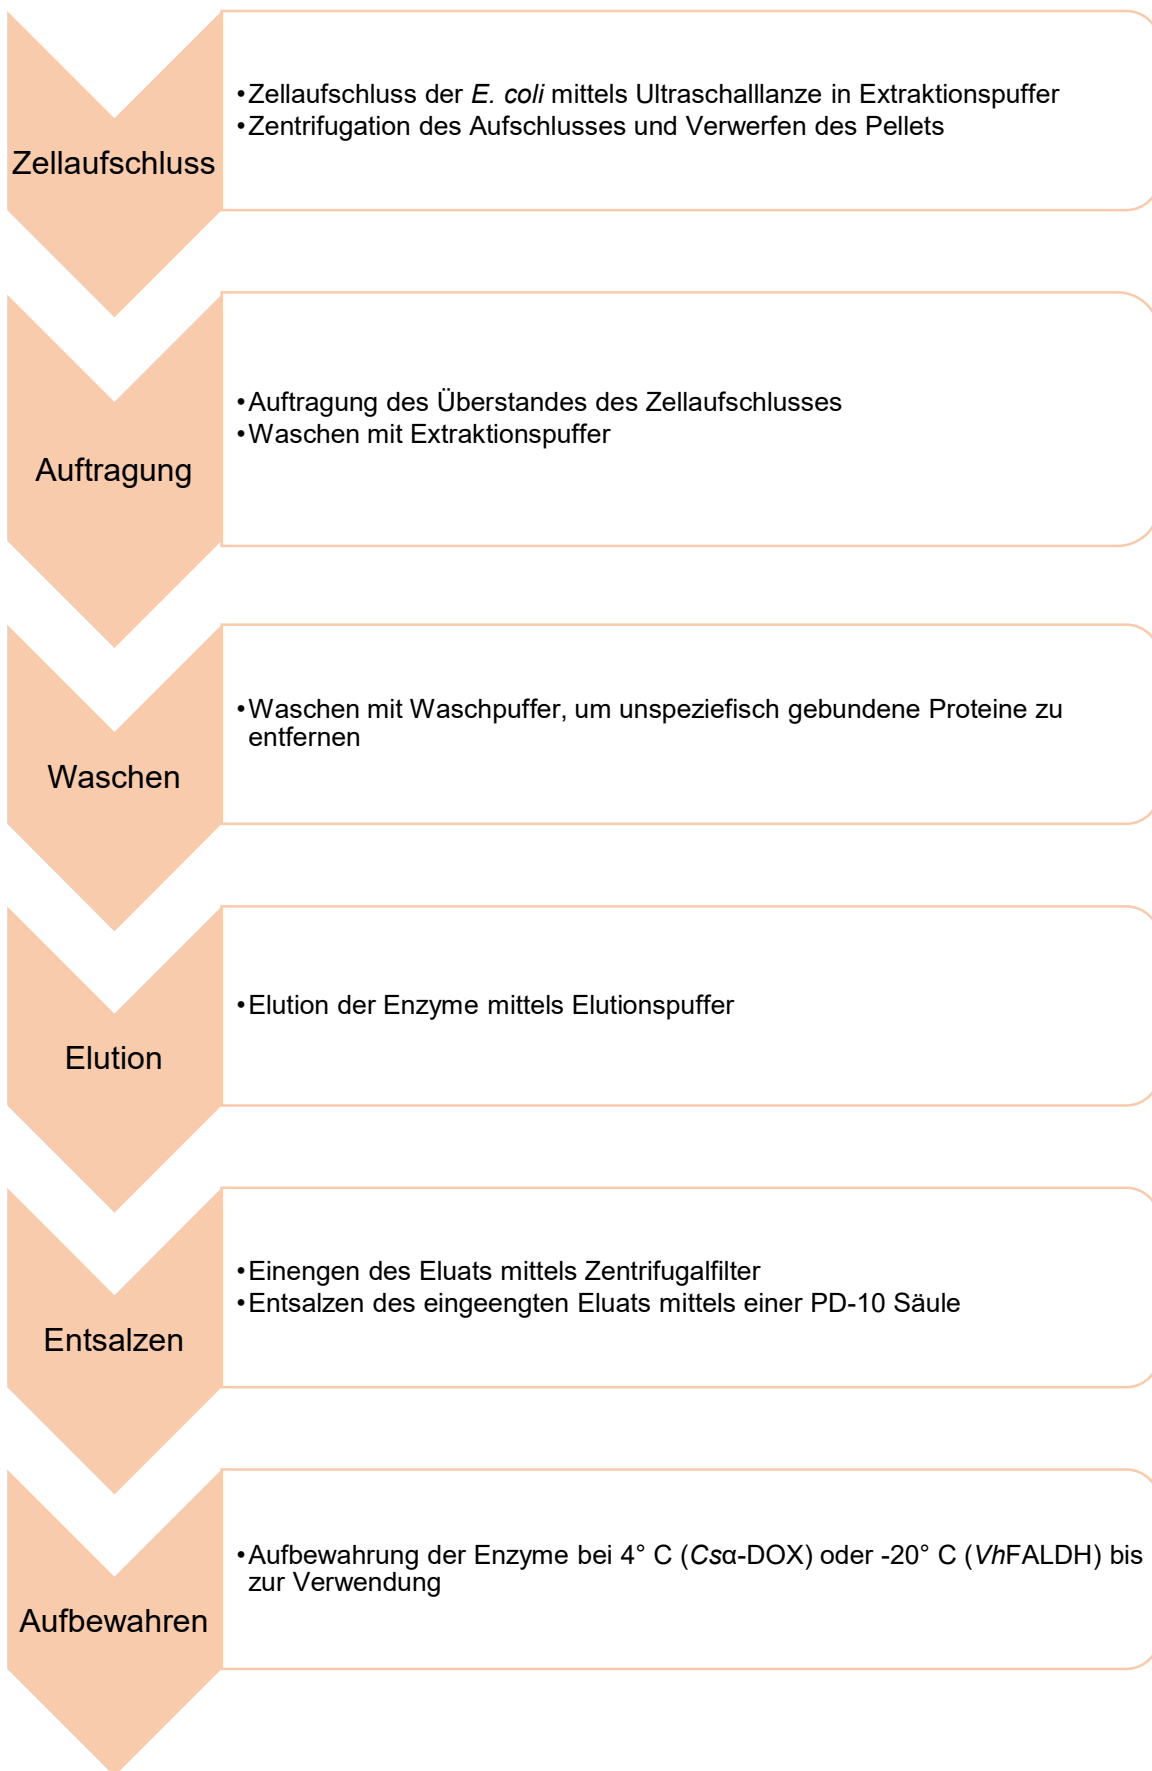 Zellaufschluss
•Zellaufschluss der E. coli mittels Ultraschalllanze in Extraktionspuffer
•Zentrifugation des Aufschlusses und Verwerfen des Pellets
Auftragung
•Auftragung des Überstandes des Zellaufschlusses
•Waschen mit Extraktionspuffer
Waschen
•Waschen mit Waschpuffer, um unspeziefisch gebundene Proteine zu
entfernen
Elution
•Elution der Enzyme mittels Elutionspuffer
Entsalzen
•Einengen des Eluats mittels Zentrifugalfilter
•Entsalzen des eingeengten Eluats mittels einer PD-10 Säule
Aufbewahren
•Aufbewahrung der Enzyme bei 4° C (Csα-DOX) oder -20° C (VhFALDH) bis
zur Verwendung